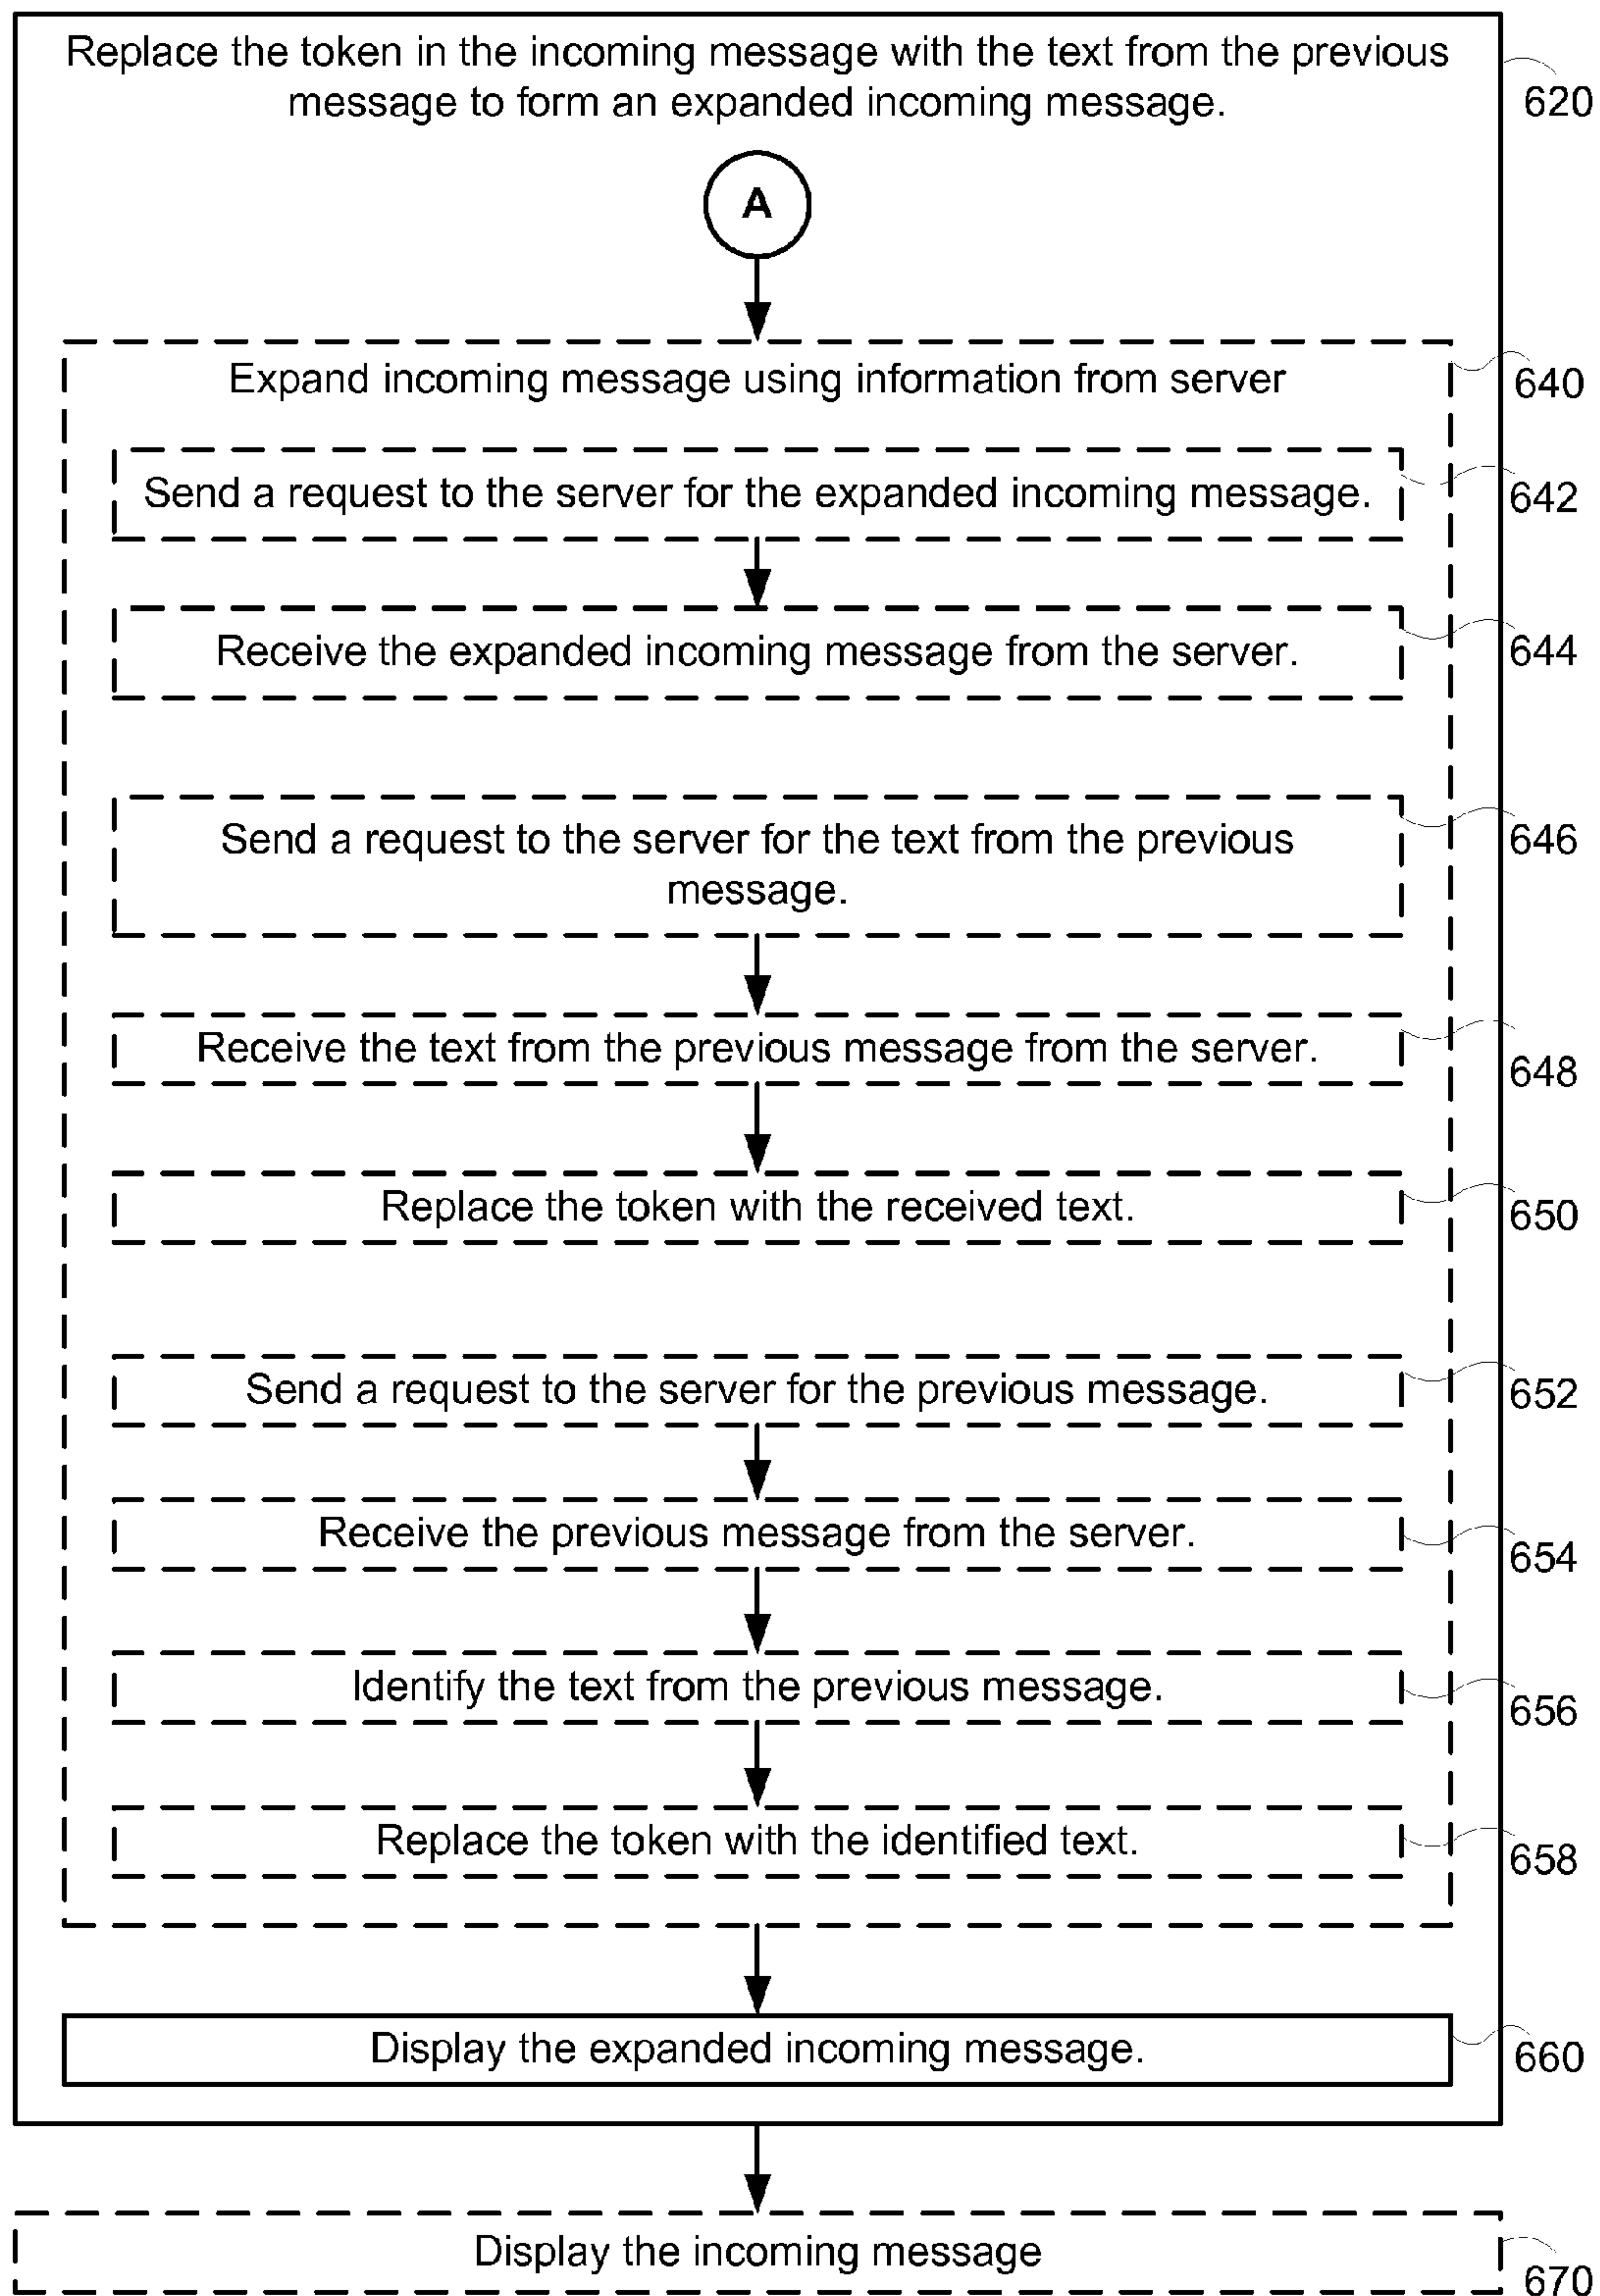 Replace the token in the incoming message with the text from the previous
message to form an expanded incoming message.
620
A
Expand incoming message using information from server
640
Send a request to the server for the expanded incoming message.
642
Receive the expanded incoming message from the server.
644
Send a request to the server for the text from the previous
message.
646
Receive the text from the previous message from the server.
648
Replace the token with the received text.
650
Send a request to the server for the previous message.
652
Receive the previous message from the server.
654
Identify the text from the previous message.
656
Replace the token with the identified text.
658
Display the expanded incoming message.
660
Display the incoming message
670